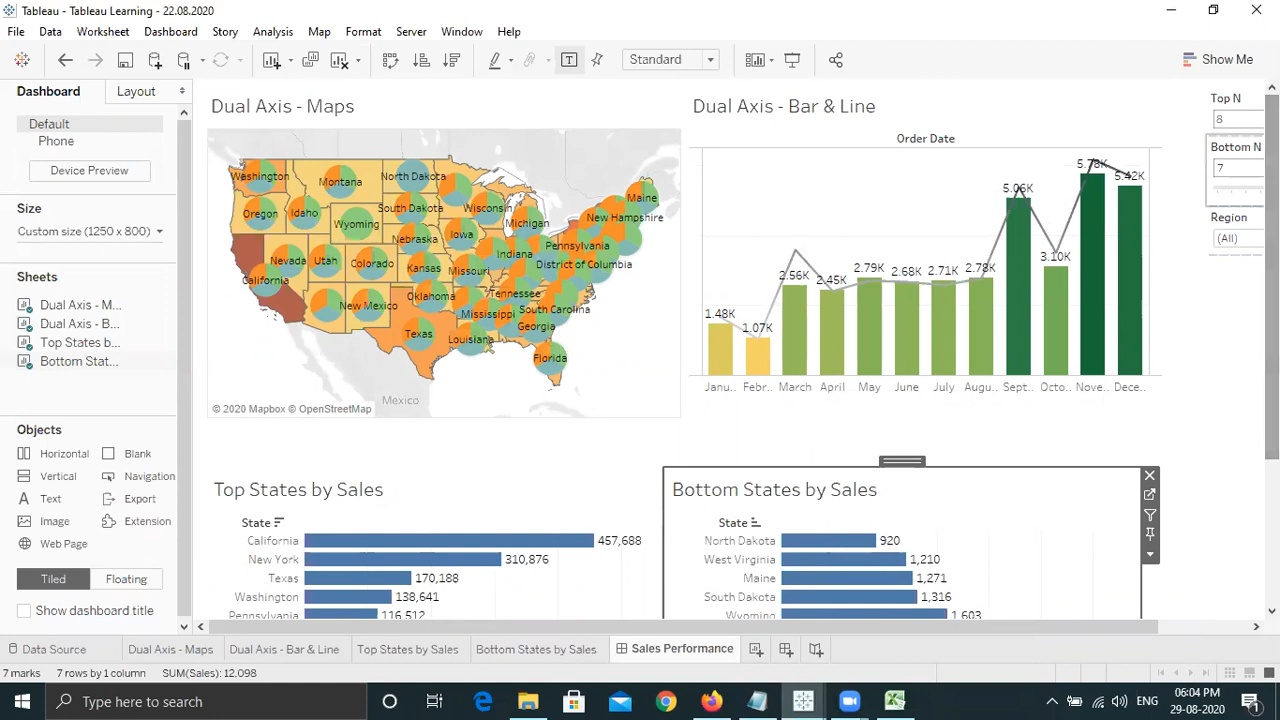 Tableau - Tableau Learning - 22.08.2020
File Data Worksheet Dashboard Story Analysis Map Format Server Window Help
Standard
Show Me
Dashboard Layout
Default
Phone
Device Preview
Size
Custom size (1250 x 800)
Sheets
Dual Axis - M...
Dual Axis - B...
Top States b...
Bottom Stat...
Objects
Horizontal Blank
Vertical Navigation
Text Export
Image Extension
Web Page
Tiled Floating
Show dashboard title
Dual Axis - Maps
Washington
Montana
North Dakota
Maine
Oregon
Idaho
South Dakota
Wisconsin
New Hampshire
Wyoming
Michigan
Nebraska
Iowa
Pennsylvania
Nevada
Utah
Colorado
Indiana
District of Columbia
California
Kansas
Missouri
Oklahoma
Tennessee
New Mexico
Mississippi
South Carolina
Texas
Georgia
Louisiana
Florida
Mexico
© 2020 Mapbox © OpenStreetMap
Dual Axis - Bar & Line
Order Date
1.48K
1.07K
2.56K
2.45K
2.79K
2.68K
2.71K
2.78K
5.06K
3.10K
5.78K
5.42K
Janu.. Febr.. March April May June July Augu.. Sept.. Octo.. Nove.. Dece..
Top N
8
Bottom N
7
Region
(All)
Top States by Sales
State
California 457,688
New York 310,876
Texas 170,188
Washington 138,641
Pennsylvania 116,512
Bottom States by Sales
State
North Dakota 920
West Virginia 1,210
Maine 1,271
South Dakota 1,316
Wyoming 1,603
Data Source Dual Axis - Maps Dual Axis - Bar & Line Top States by Sales Bottom States by Sales Sales Performance
7 marks 7 rows by 1 column SUM(Sales): 12,098
Type here to search
ENG
06:04 PM
29-08-2020
1